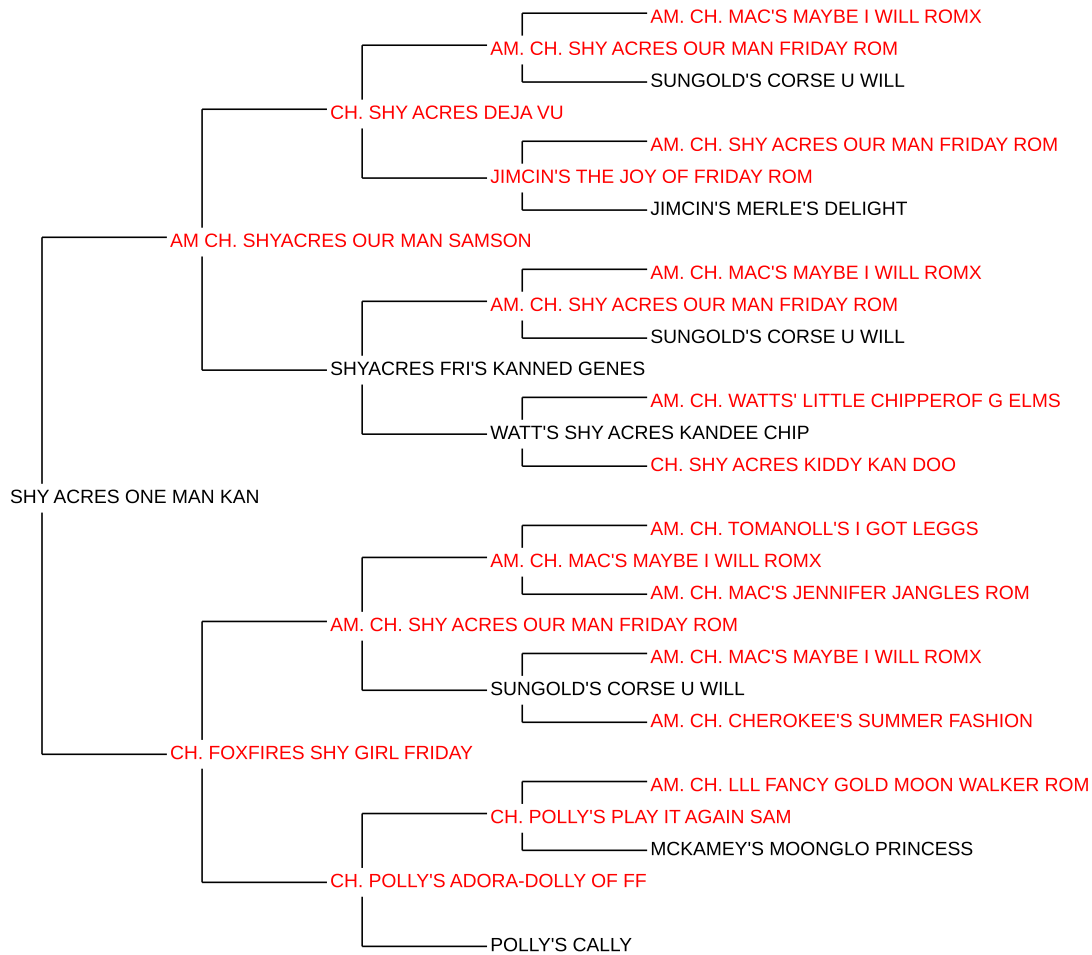 AM. CH. MAC'S MAYBE I WILL ROMX
AM. CH. SHY ACRES OUR MAN FRIDAY ROM
SUNGOLD'S CORSE U WILL
CH. SHY ACRES DEJA VU
AM. CH. SHY ACRES OUR MAN FRIDAY ROM
JIMCIN'S THE JOY OF FRIDAY ROM
JIMCIN'S MERLE'S DELIGHT
AM CH. SHYACRES OUR MAN SAMSON
AM. CH. MAC'S MAYBE I WILL ROMX
AM. CH. SHY ACRES OUR MAN FRIDAY ROM
SUNGOLD'S CORSE U WILL
SHYACRES FRI'S KANNED GENES
AM. CH. WATTS' LITTLE CHIPPEROF G ELMS
WATT'S SHY ACRES KANDEE CHIP
CH. SHY ACRES KIDDY KAN DOO
SHY ACRES ONE MAN KAN
AM. CH. TOMANOLL'S I GOT LEGGS
AM. CH. MAC'S MAYBE I WILL ROMX
AM. CH. MAC'S JENNIFER JANGLES ROM
AM. CH. SHY ACRES OUR MAN FRIDAY ROM
AM. CH. MAC'S MAYBE I WILL ROMX
SUNGOLD'S CORSE U WILL
AM. CH. CHEROKEE'S SUMMER FASHION
CH. FOXFIRES SHY GIRL FRIDAY
AM. CH. LLL FANCY GOLD MOON WALKER ROM
CH. POLLY'S PLAY IT AGAIN SAM
MCKAMEY'S MOONGLO PRINCESS
CH. POLLY'S ADORA-DOLLY OF FF
POLLY'S CALLY